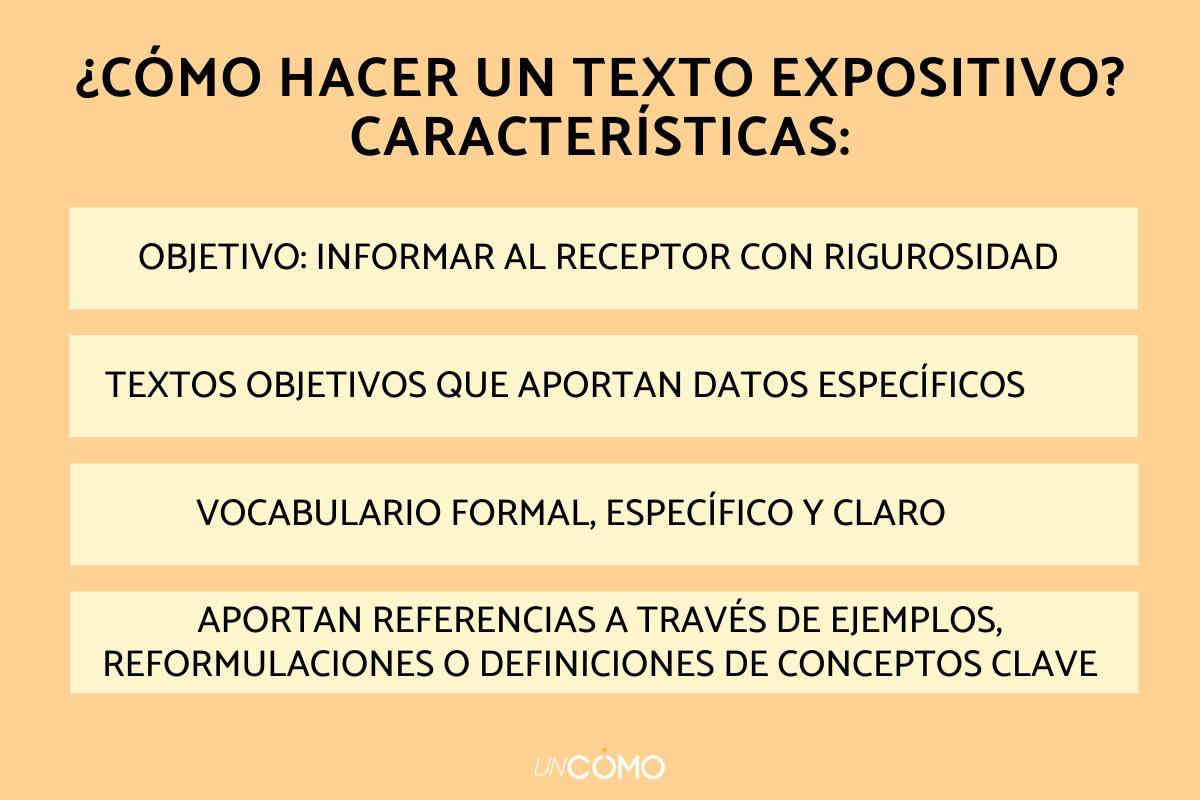 ¿CÓMO HACER UN TEXTO EXPOSITIVO?
CARACTERÍSTICAS:
OBJETIVO: INFORMAR AL RECEPTOR CON RIGUROSIDAD
TEXTOS OBJETIVOS QUE APORTAN DATOS ESPECÍFICOS
VOCABULARIO FORMAL, ESPECÍFICO Y CLARO
APORTAN REFERENCIAS A TRAVÉS DE EJEMPLOS,
REFORMULACIONES O DEFINICIONES DE CONCEPTOS CLAVE
UNCÓMO